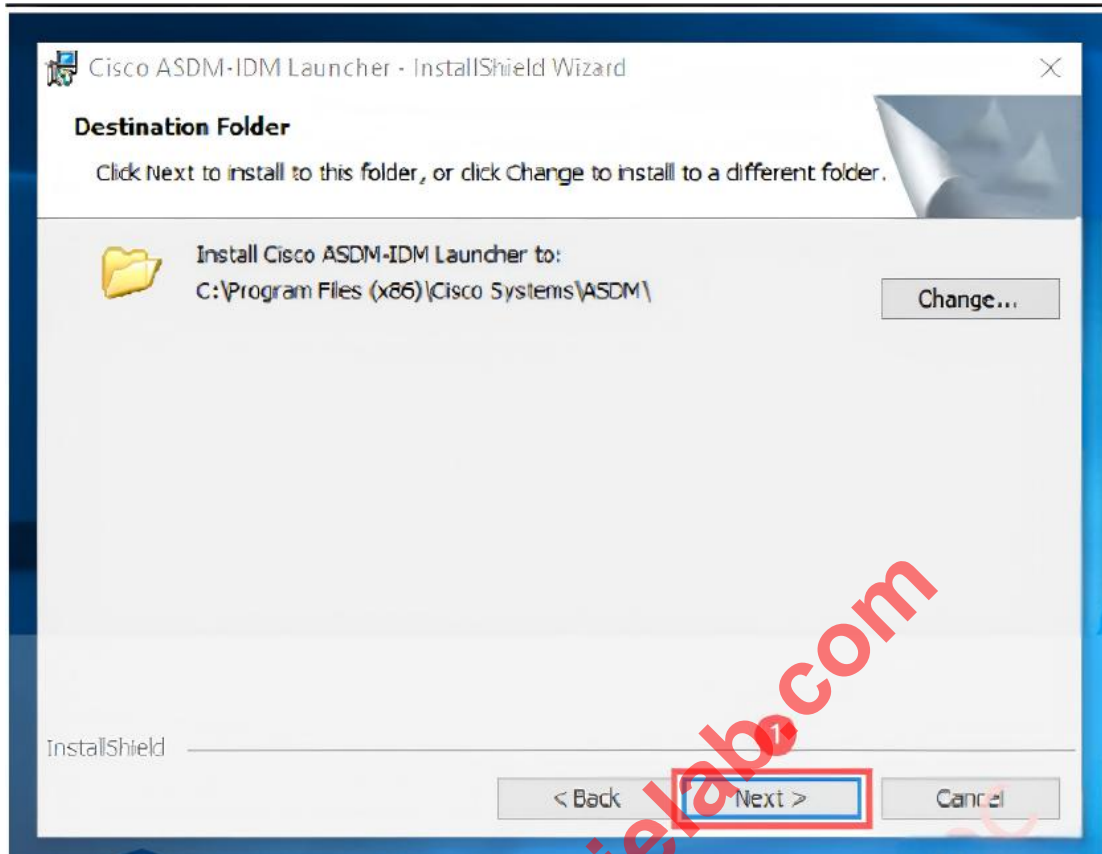 Cisco ASDM-IDM Launcher - InstallShield Wizard
Destination Folder
Click Next to install to this folder, or click Change to install to a different folder.
Install Cisco ASDM-IDM Launcher to:
C:\Program Files (x86)\Cisco Systems\ASDM\
Change...
InstallShield
1
< Back
Next >
Cancel
ielab.com